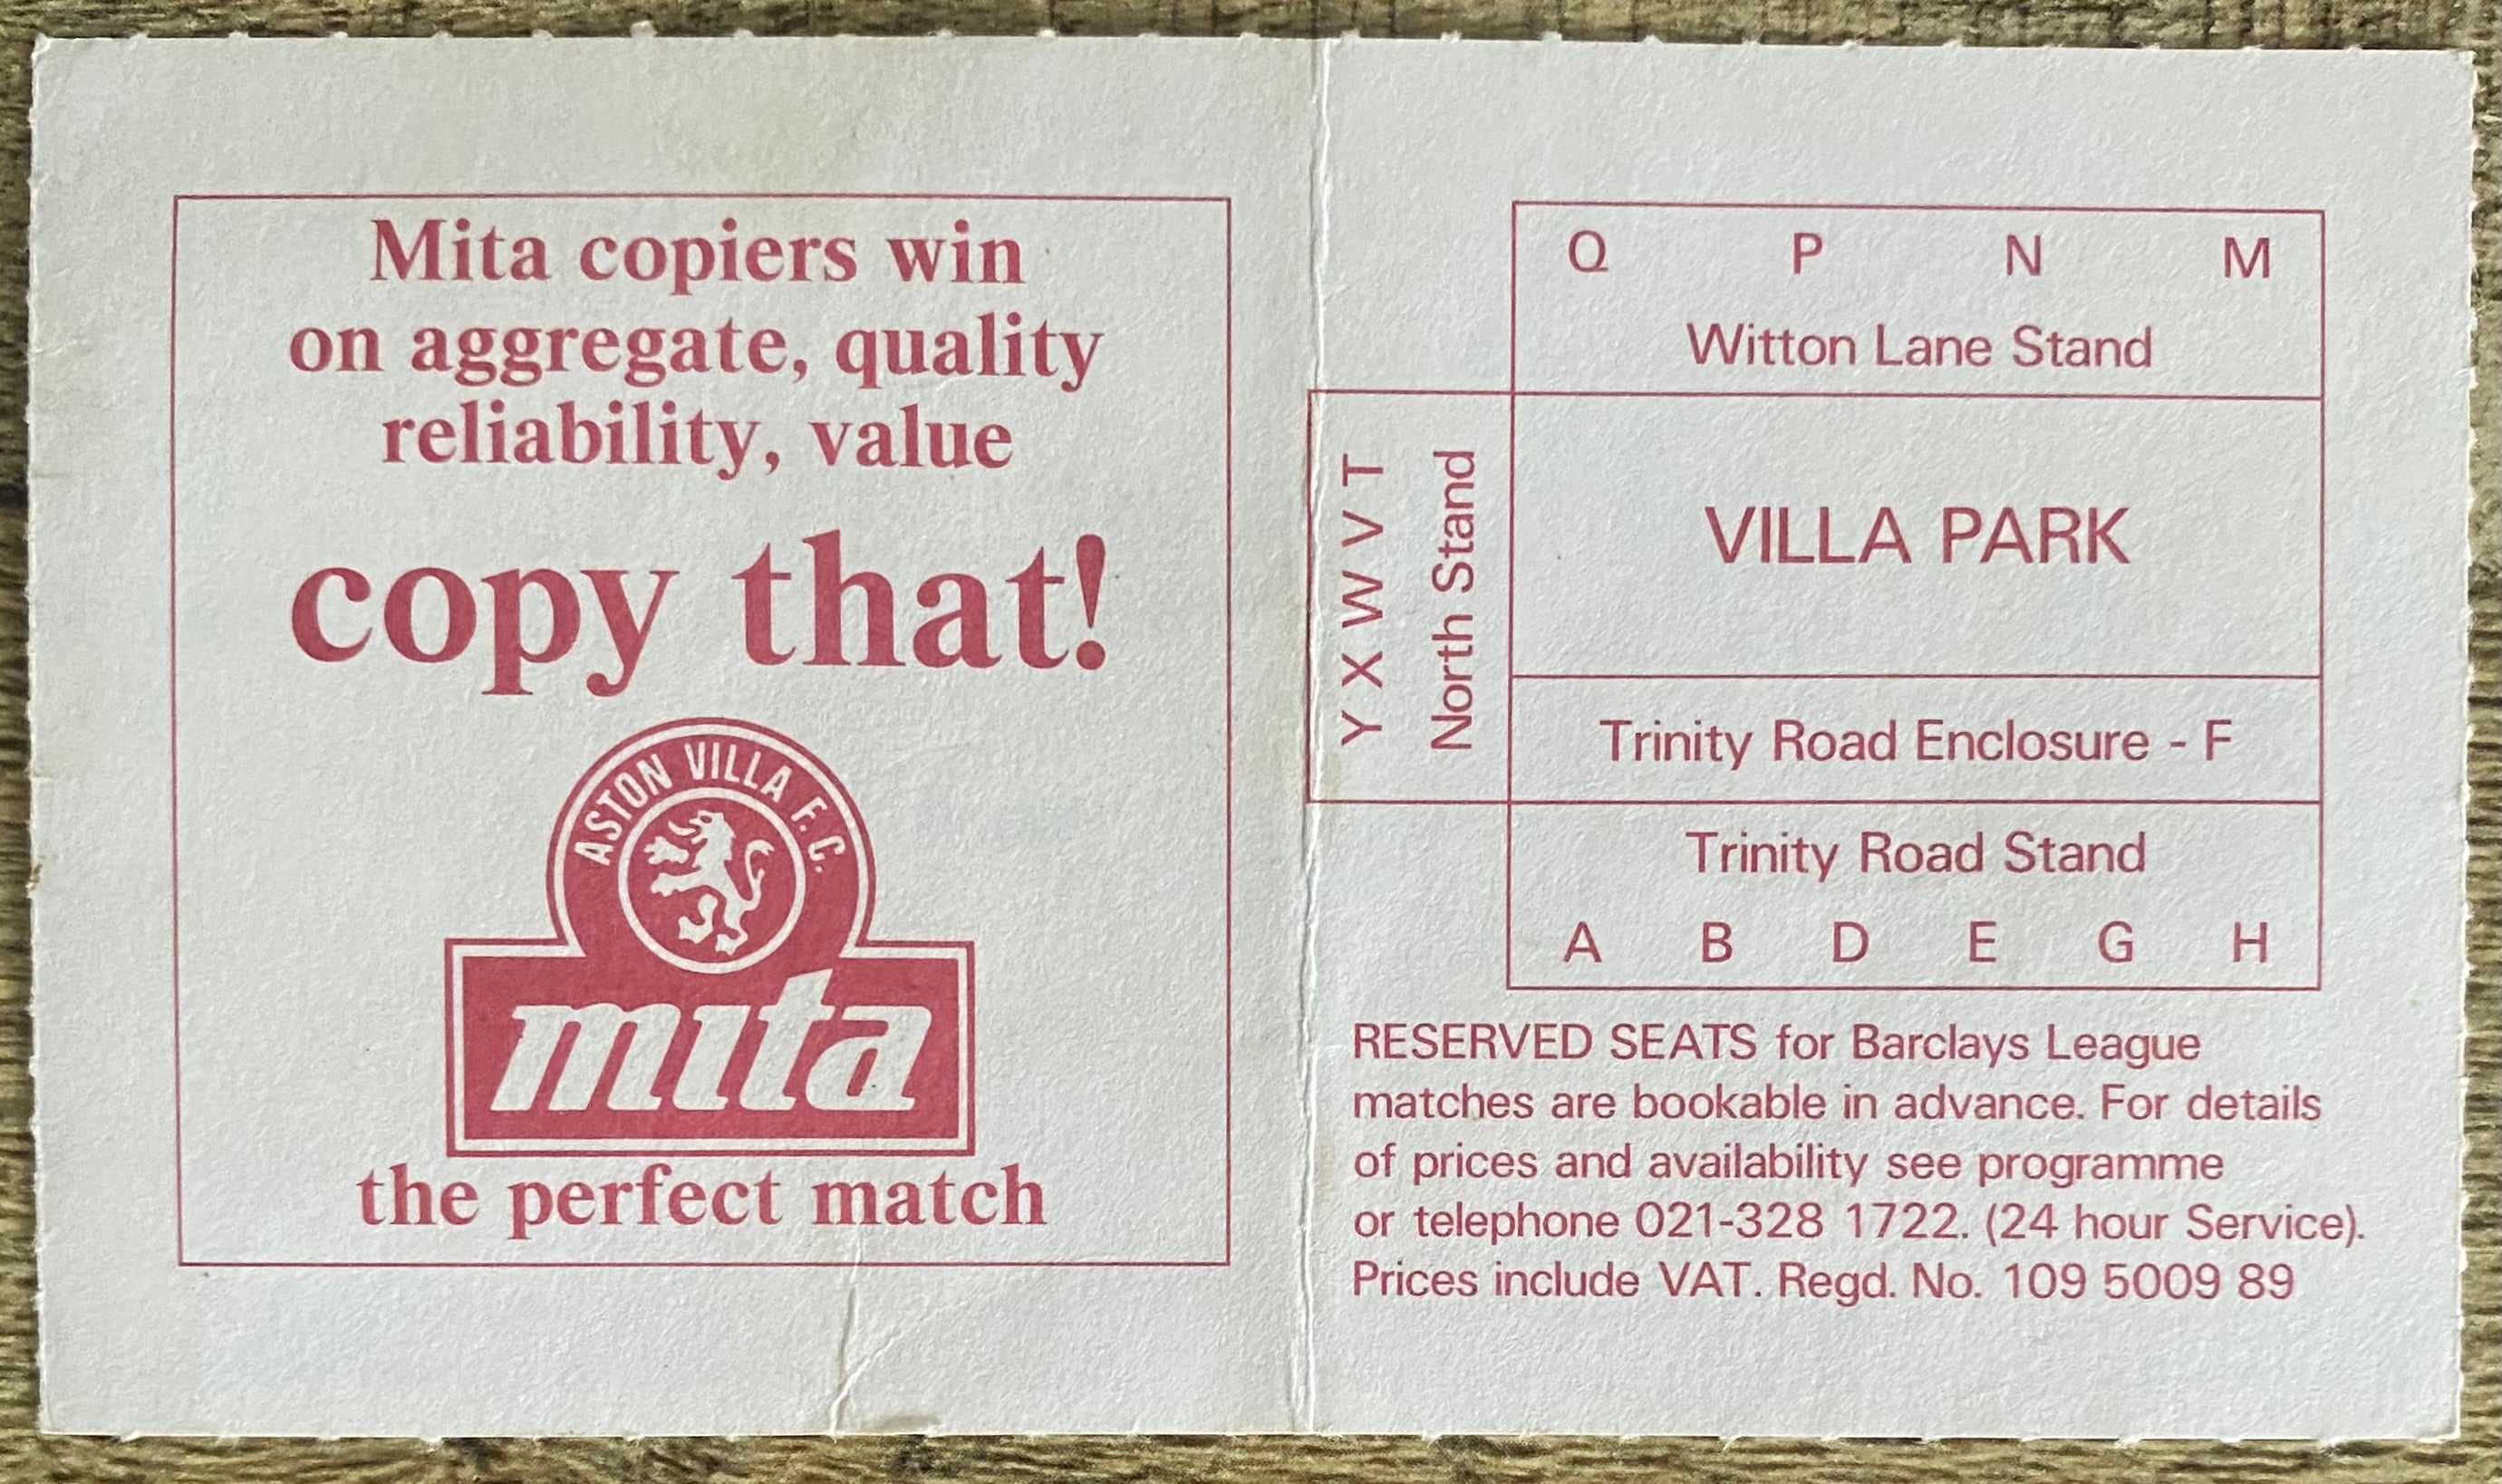 Mita copiers win
on aggregate, quality
reliability, value
copy that!
ASTON VILLA F.C.
mita
the perfect match
Q P N M
Witton Lane Stand
Y X W V T
North Stand
VILLA PARK
Trinity Road Enclosure - F
Trinity Road Stand
A B D E G H
RESERVED SEATS for Barclays League
matches are bookable in advance. For details
of prices and availability see programme
or telephone 021-328 1722. (24 hour Service).
Prices include VAT. Regd. No. 109 5009 89